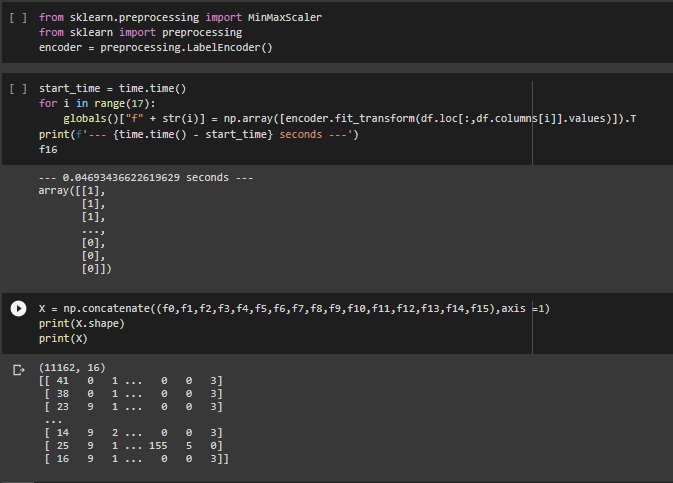 [ ] from sklearn.preprocessing import MinMaxScaler
from sklearn import preprocessing
encoder = preprocessing.LabelEncoder()
[ ] start_time = time.time()
for i in range(17):
    globals()["f" + str(i)] = np.array([encoder.fit_transform(df.loc[:,df.columns[i]].values)]).T
print(f'--- {time.time() - start_time} seconds ---')
f16
--- 0.04693436622619629 seconds ---
array([[1],
       [1],
       [1],
       ...,
       [0],
       [0],
       [0]])
X = np.concatenate((f0,f1,f2,f3,f4,f5,f6,f7,f8,f9,f10,f11,f12,f13,f14,f15),axis =1)
print(X.shape)
print(X)
(11162, 16)
[[ 41   0   1 ...   0   0   3]
 [ 38   0   1 ...   0   0   3]
 [ 23   9   1 ...   0   0   3]
 ...
 [ 14   9   2 ...   0   0   3]
 [ 25   9   1 ... 155   5   0]
 [ 16   9   1 ...   0   0   3]]